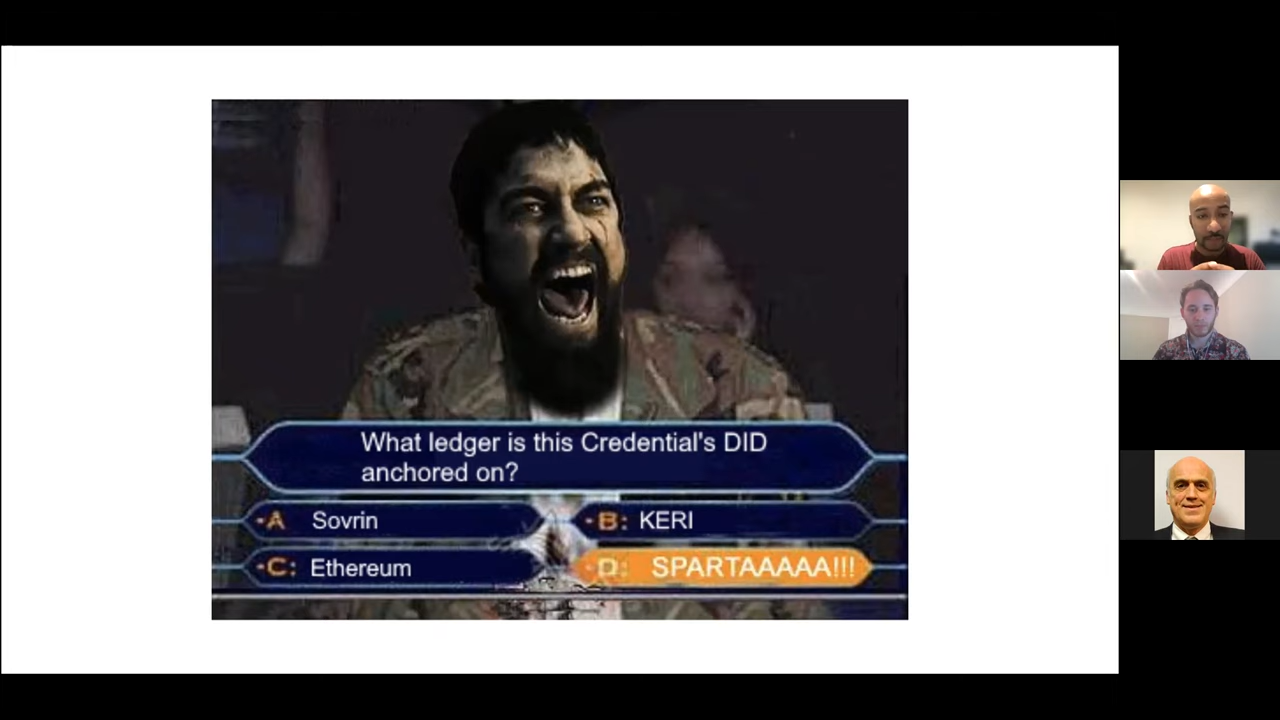 What ledger is this Credential's DID
anchored on?
A Sovrin
B: KERI
C: Ethereum
D: SPARTAAAAA!!!